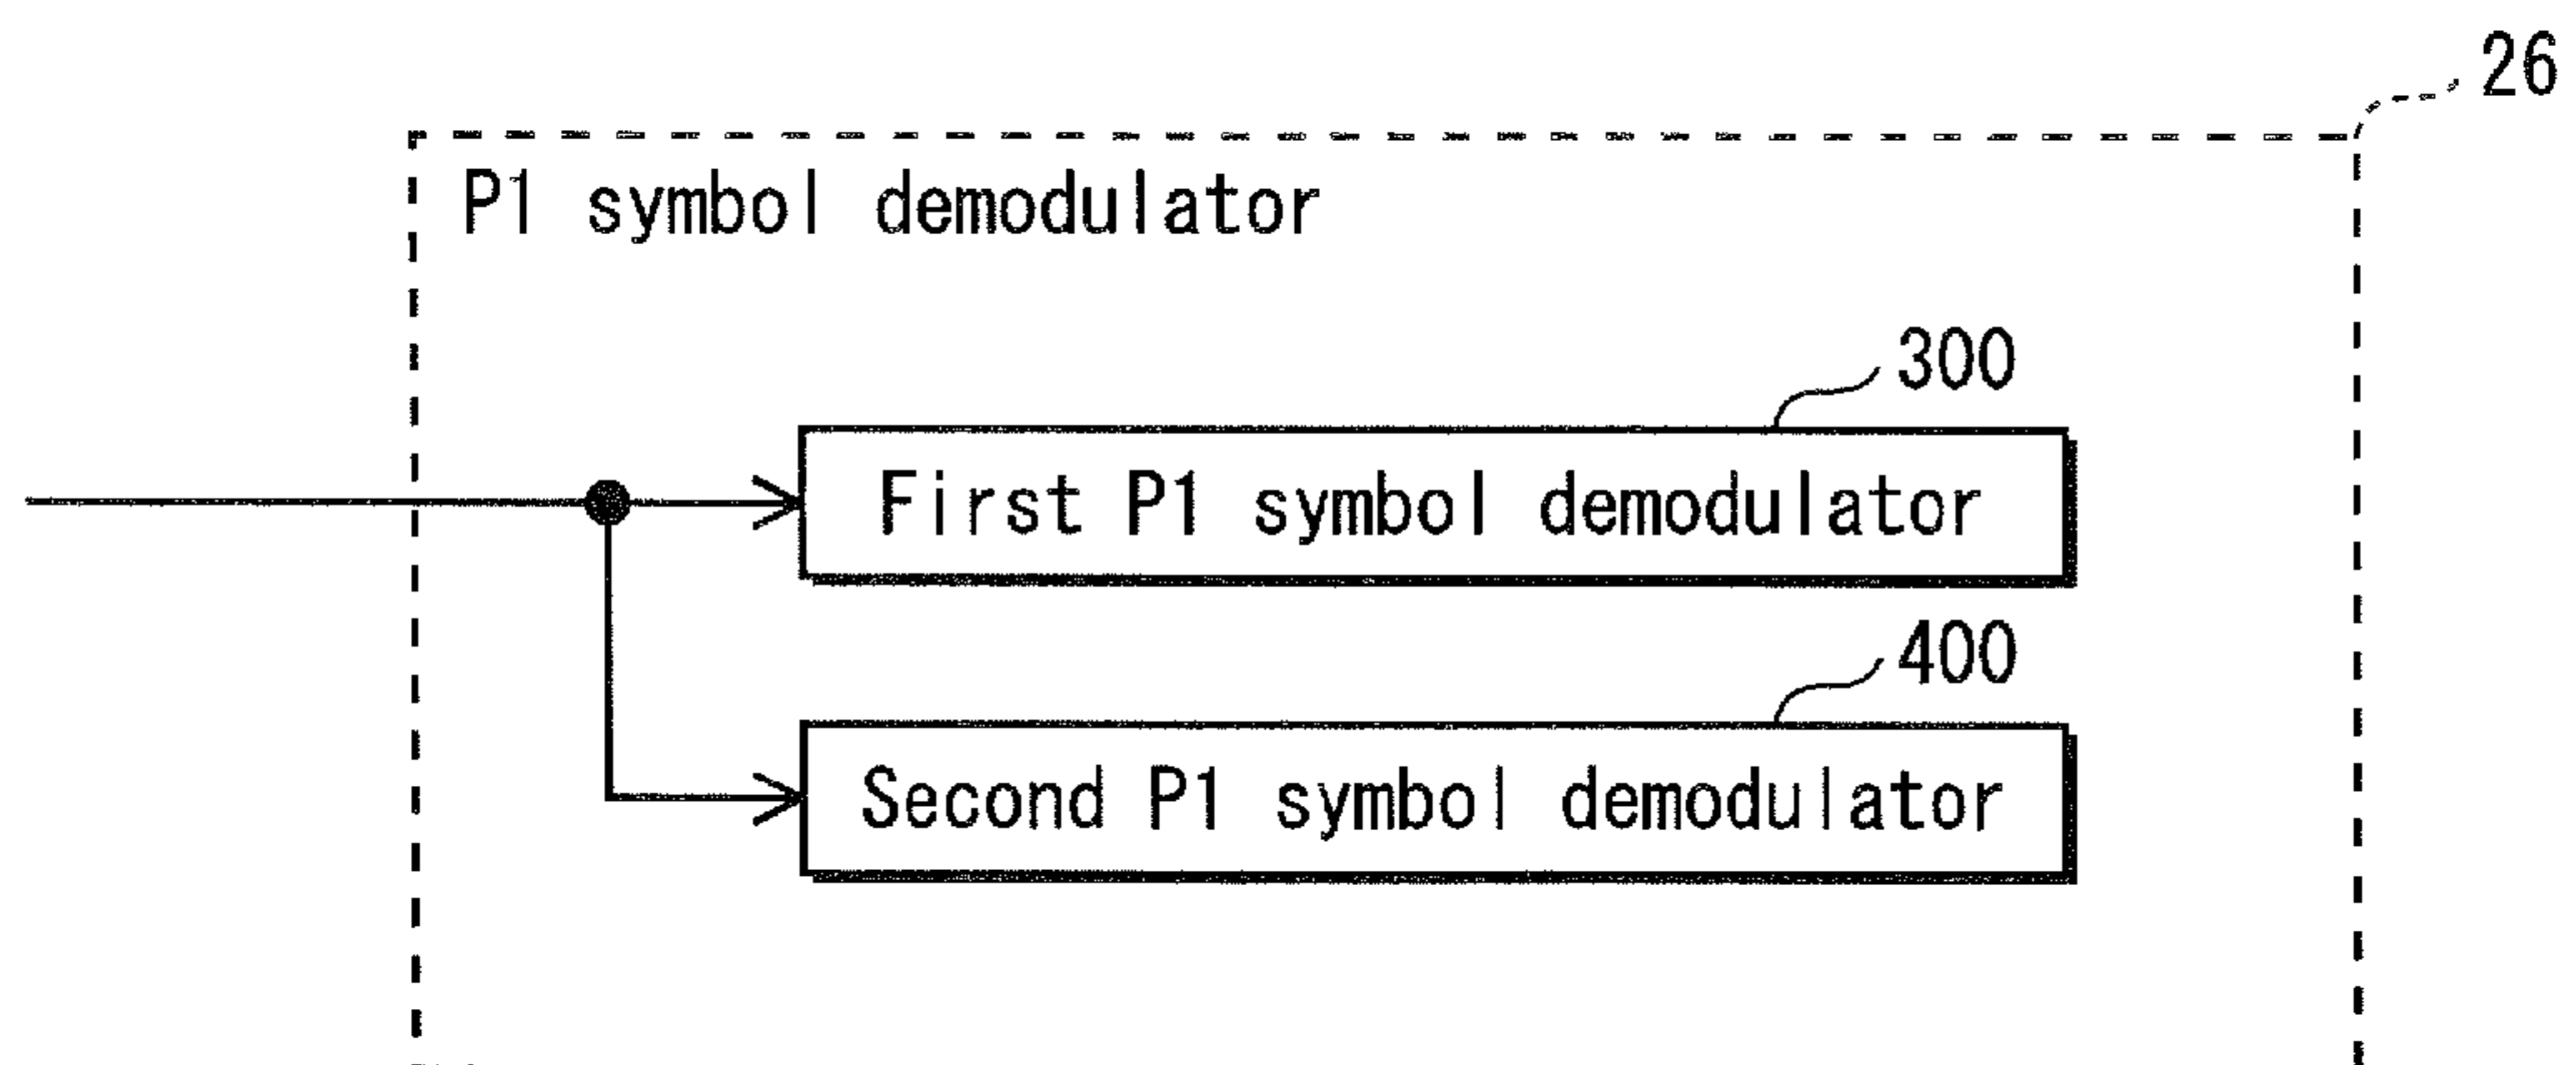 26
P1 symbol demodulator
300
First P1 symbol demodulator
400
Second P1 symbol demodulator